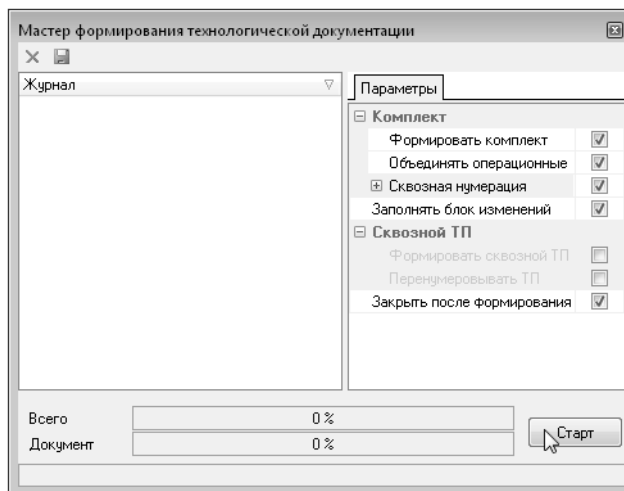 Мастер формирования технологической документации
Журнал
Параметры
Комплект
Формировать комплект
Объединять операционные
Сквозная нумерация
Заполнять блок изменений
Сквозной ТП
Формировать сквозной ТП
Перенумеровывать ТП
Закрыть после формирования
Всего 0 %
Документ 0 %
Старт